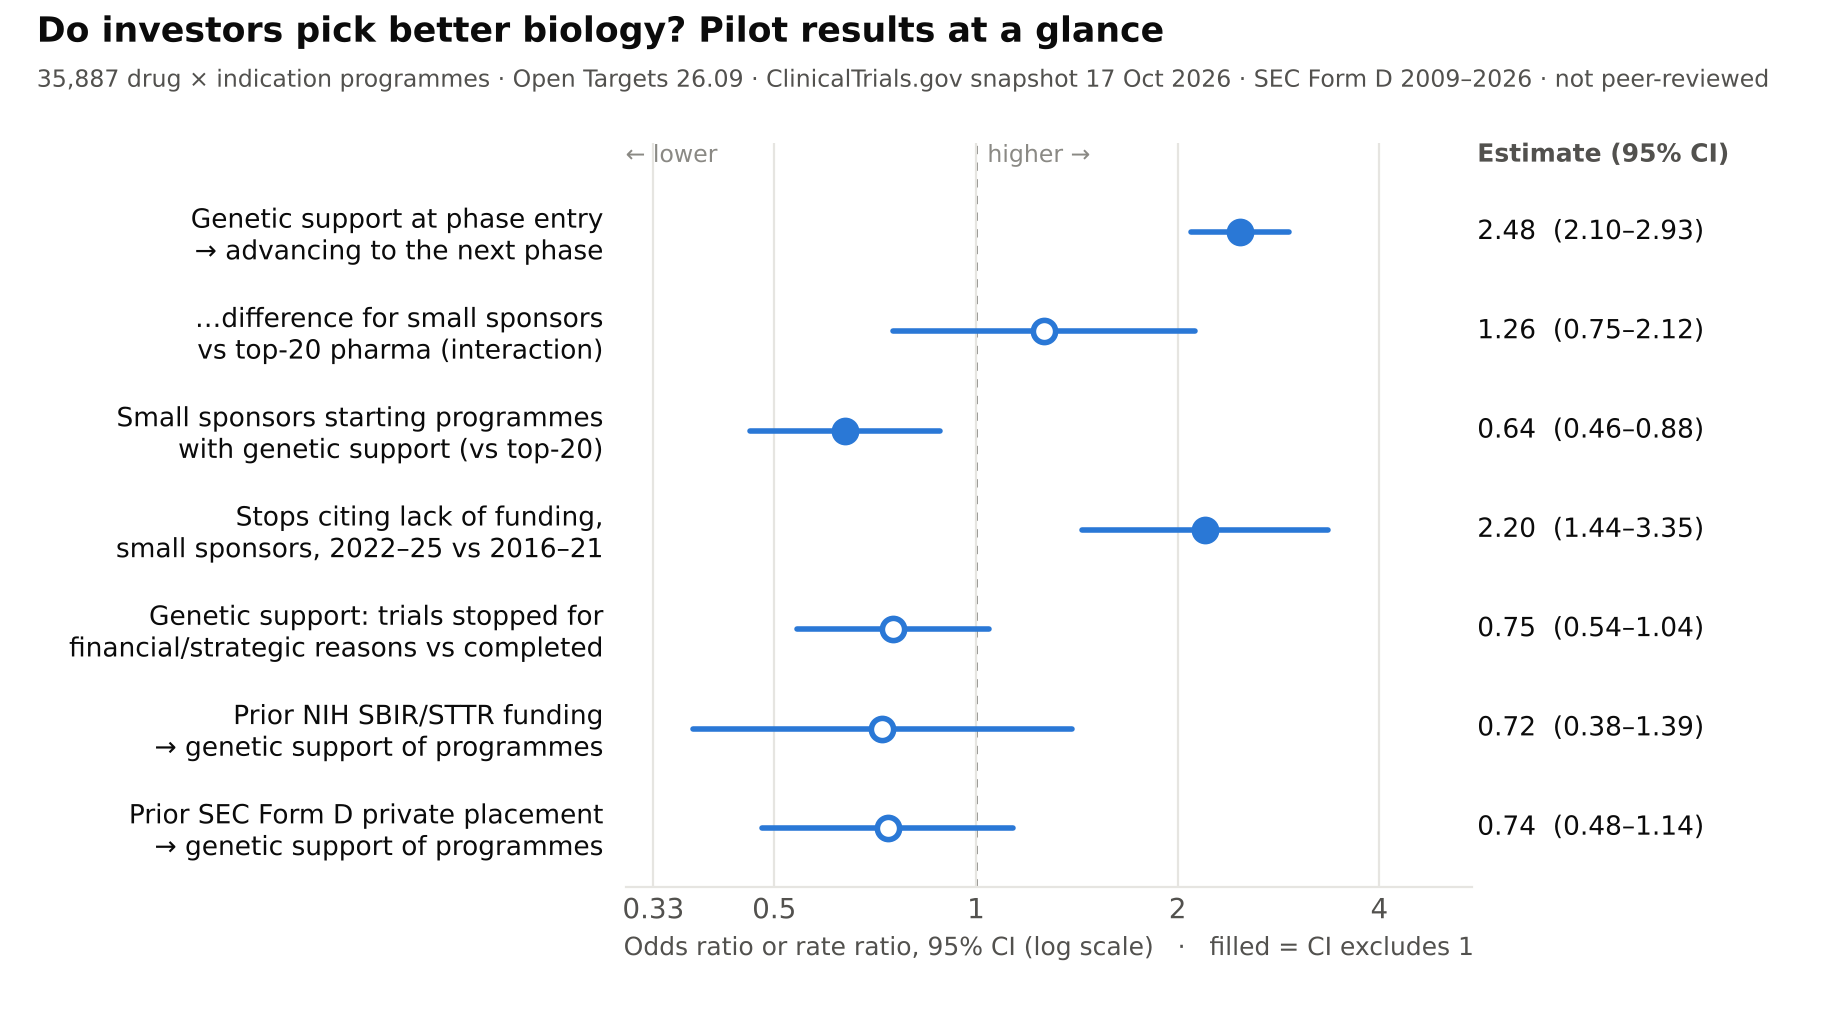 Do investors pick better biology? Pilot results at a glance
35,887 drug × indication programmes · Open Targets 26.09 · ClinicalTrials.gov snapshot 17 Oct 2026 · SEC Form D 2009–2026 · not peer-reviewed
← lower
higher →
Estimate (95% CI)
Genetic support at phase entry
→ advancing to the next phase
2.48 (2.10–2.93)
…difference for small sponsors
vs top-20 pharma (interaction)
1.26 (0.75–2.12)
Small sponsors starting programmes
with genetic support (vs top-20)
0.64 (0.46–0.88)
Stops citing lack of funding,
small sponsors, 2022–25 vs 2016–21
2.20 (1.44–3.35)
Genetic support: trials stopped for
financial/strategic reasons vs completed
0.75 (0.54–1.04)
Prior NIH SBIR/STTR funding
→ genetic support of programmes
0.72 (0.38–1.39)
Prior SEC Form D private placement
→ genetic support of programmes
0.74 (0.48–1.14)
0.33 0.5 1 2 4
Odds ratio or rate ratio, 95% CI (log scale) · filled = CI excludes 1